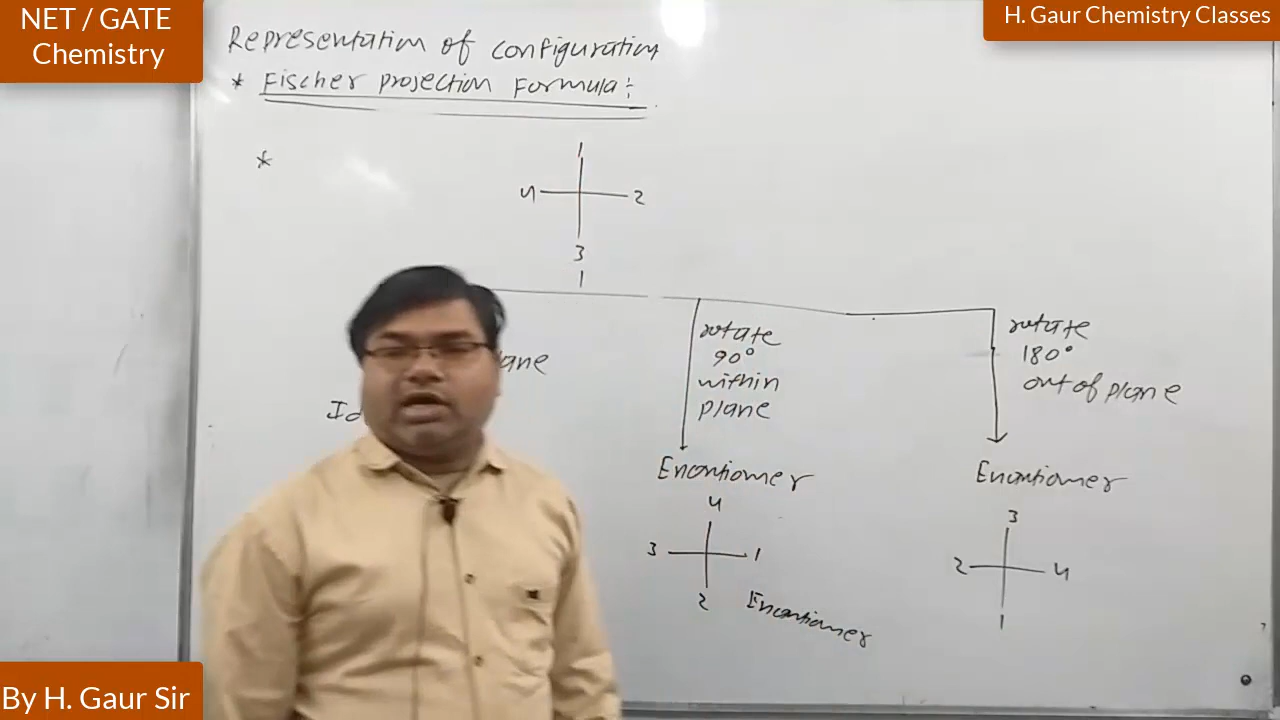 NET / GATE
Chemistry
H. Gaur Chemistry Classes
Representation of configuration
* Fischer projection Formula:
*
1
4 2
3
1
rotate
90°
within
plane
rotate
180°
out of plane
Enantiomer
4
3 1
2
Enantiomer
Enantiomer
3
2 4
1
By H. Gaur Sir